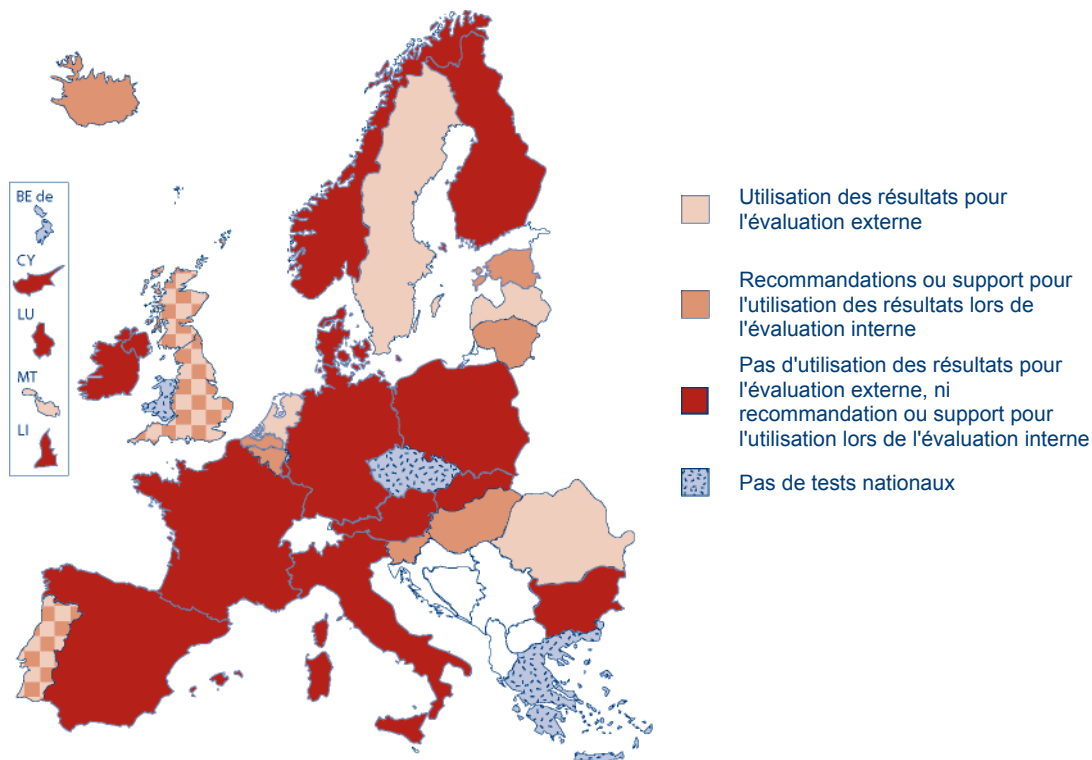 BE de
CY
LU
MT
LI
Utilisation des résultats pour
l'évaluation externe
Recommandations ou support pour
l'utilisation des résultats lors de
l'évaluation interne
Pas d'utilisation des résultats pour
l'évaluation externe, ni
recommandation ou support pour
l'utilisation lors de l'évaluation interne
Pas de tests nationaux